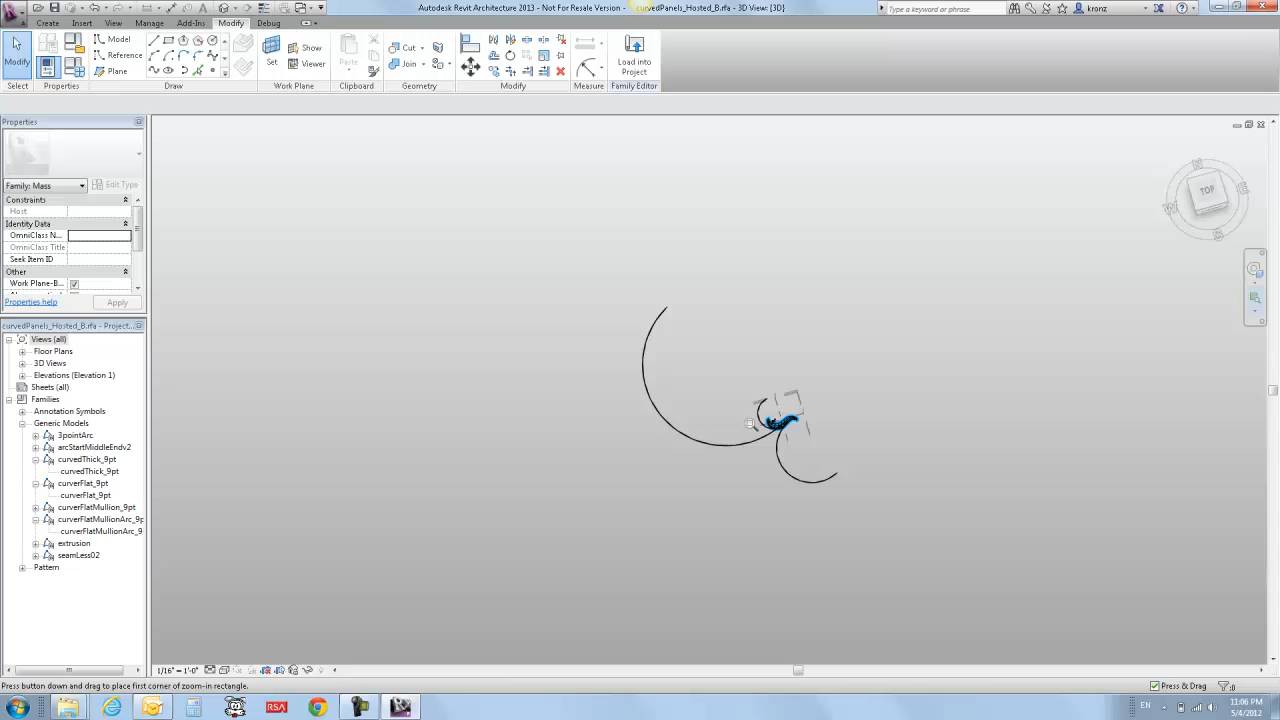 Autodesk Revit Architecture 2013 - Not For Resale Version - curvedPanels_Hosted_B.rfa - 3D View: {3D}
Type a keyword or phrase
kronz
Create Insert View Manage Add-Ins Modify Debug
Modify
Model
Reference
Plane
Set
Show
Viewer
Paste
Cut
Join
Load into
Project
Select Properties Draw Work Plane Clipboard Geometry Modify Measure Family Editor
Properties
Family: Mass Edit Type
Constraints
Host
Identity Data
OmniClass N...
OmniClass Title
Seek Item ID
Other
Work Plane-B...
Properties help Apply
curvedPanels_Hosted_B.rfa - Project...
Views (all)
Floor Plans
3D Views
Elevations (Elevation 1)
Sheets (all)
Families
Annotation Symbols
Generic Models
3pointArc
arcStartMiddleEndv2
curvedThick_9pt
curvedThick_9pt
curverFlat_9pt
curverFlat_9pt
curverFlatMullion_9pt
curverFlatMullionArc_9p
curverFlatMullionArc_9
extrusion
seamLess02
Pattern
TOP
N
E
S
W
1/16" = 1'-0"
Press button down and drag to place first corner of zoom-in rectangle.
Press & Drag
:0
RSA
EN
11:06 PM
5/4/2012